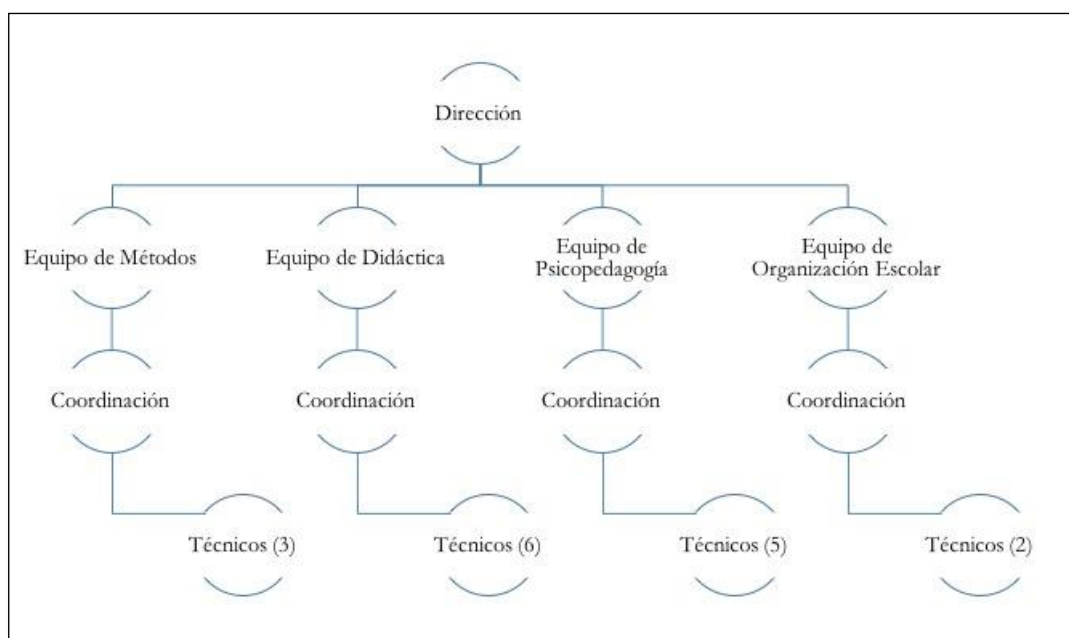 Dirección
Equipo de Métodos
Equipo de Didáctica
Equipo de
Psicopedagogía
Equipo de
Organización Escolar
Coordinación
Coordinación
Coordinación
Coordinación
Técnicos (3)
Técnicos (6)
Técnicos (5)
Técnicos (2)